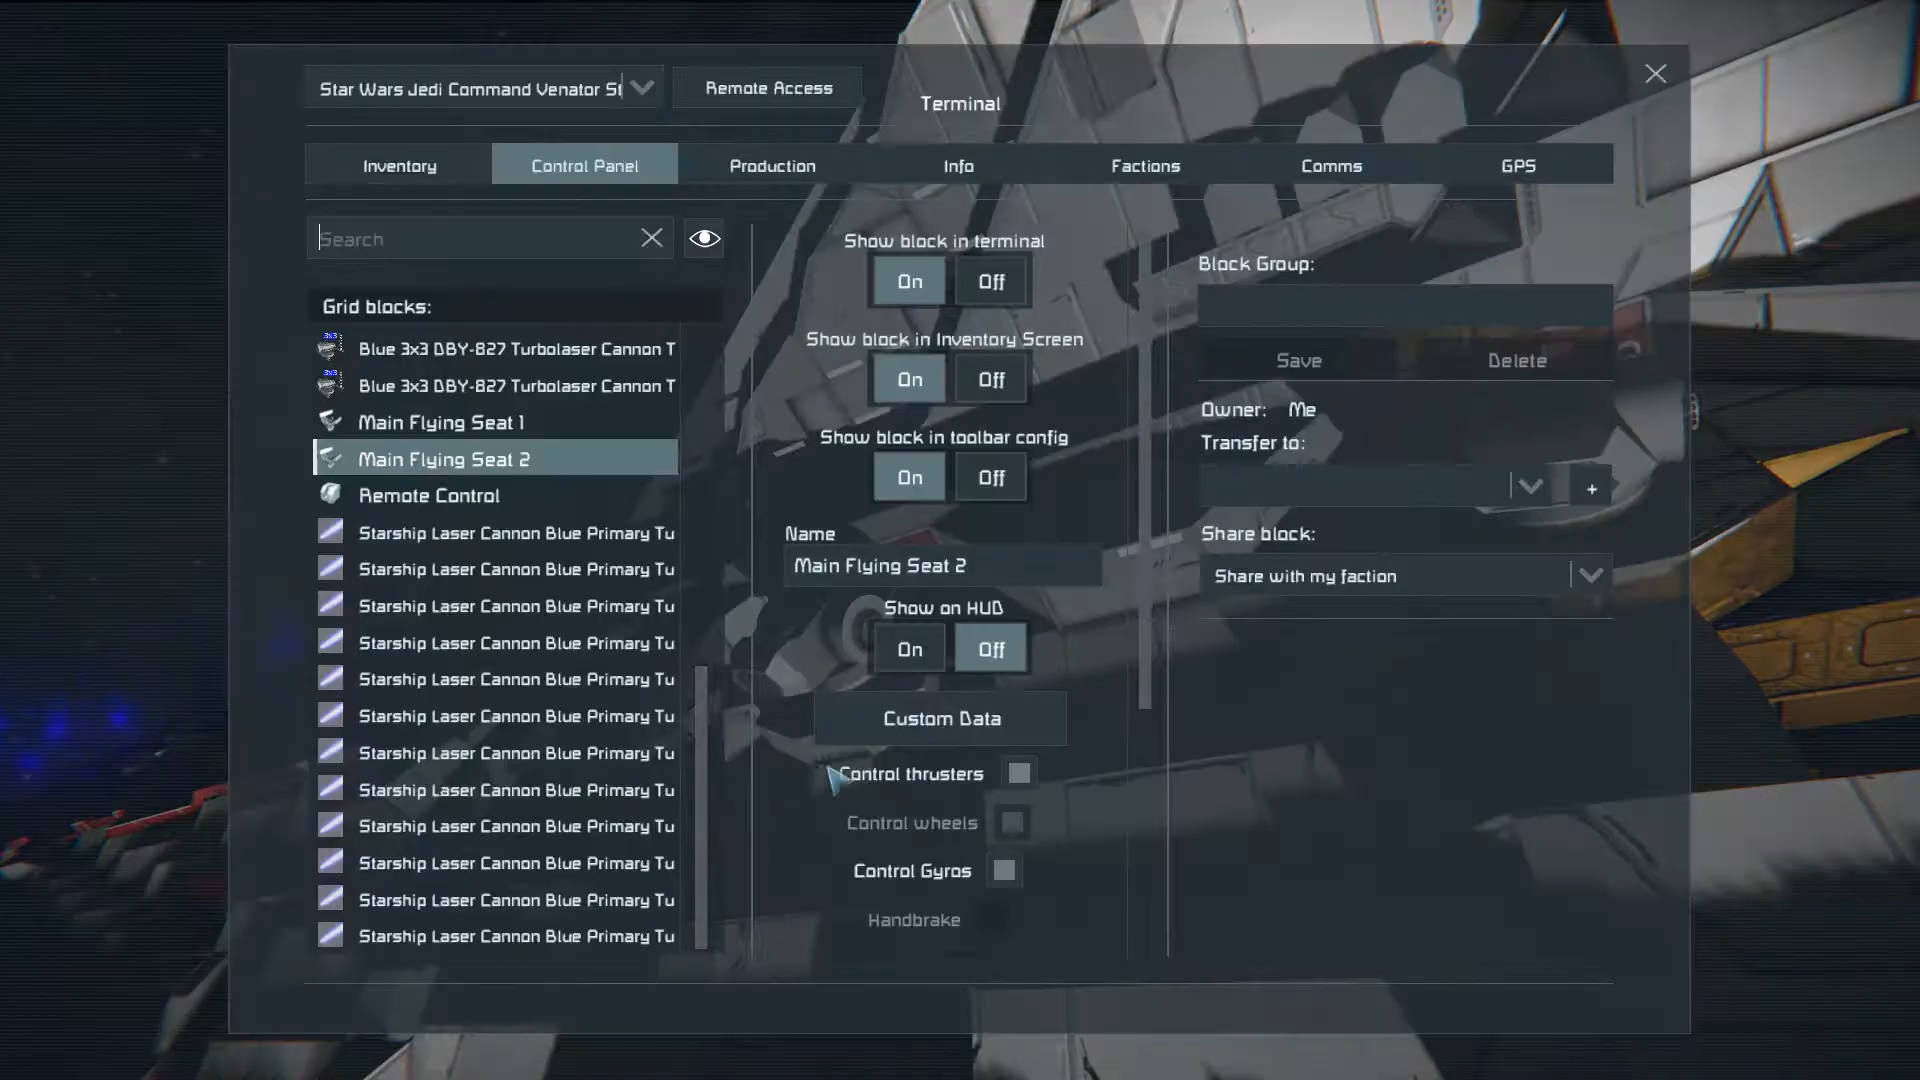 Star Wars Jedi Command Venator St
Remote Access
Terminal
Inventory
Control Panel
Production
Info
Factions
Comms
GPS
Search
Grid blocks:
3x3
Blue 3x3 DBY-827 Turbolaser Cannon T
3x3
Blue 3x3 DBY-827 Turbolaser Cannon T
Main Flying Seat 1
Main Flying Seat 2
Remote Control
Starship Laser Cannon Blue Primary Tu
Starship Laser Cannon Blue Primary Tu
Starship Laser Cannon Blue Primary Tu
Starship Laser Cannon Blue Primary Tu
Starship Laser Cannon Blue Primary Tu
Starship Laser Cannon Blue Primary Tu
Starship Laser Cannon Blue Primary Tu
Starship Laser Cannon Blue Primary Tu
Starship Laser Cannon Blue Primary Tu
Starship Laser Cannon Blue Primary Tu
Starship Laser Cannon Blue Primary Tu
Starship Laser Cannon Blue Primary Tu
Show block in terminal
On Off
Show block in Inventory Screen
On Off
Show block in toolbar config
On Off
Name
Main Flying Seat 2
Show on HUD
On Off
Custom Data
Control thrusters
Control wheels
Control Gyros
Handbrake
Block Group:
Save
Delete
Owner: Me
Transfer to:
+
Share block:
Share with my faction